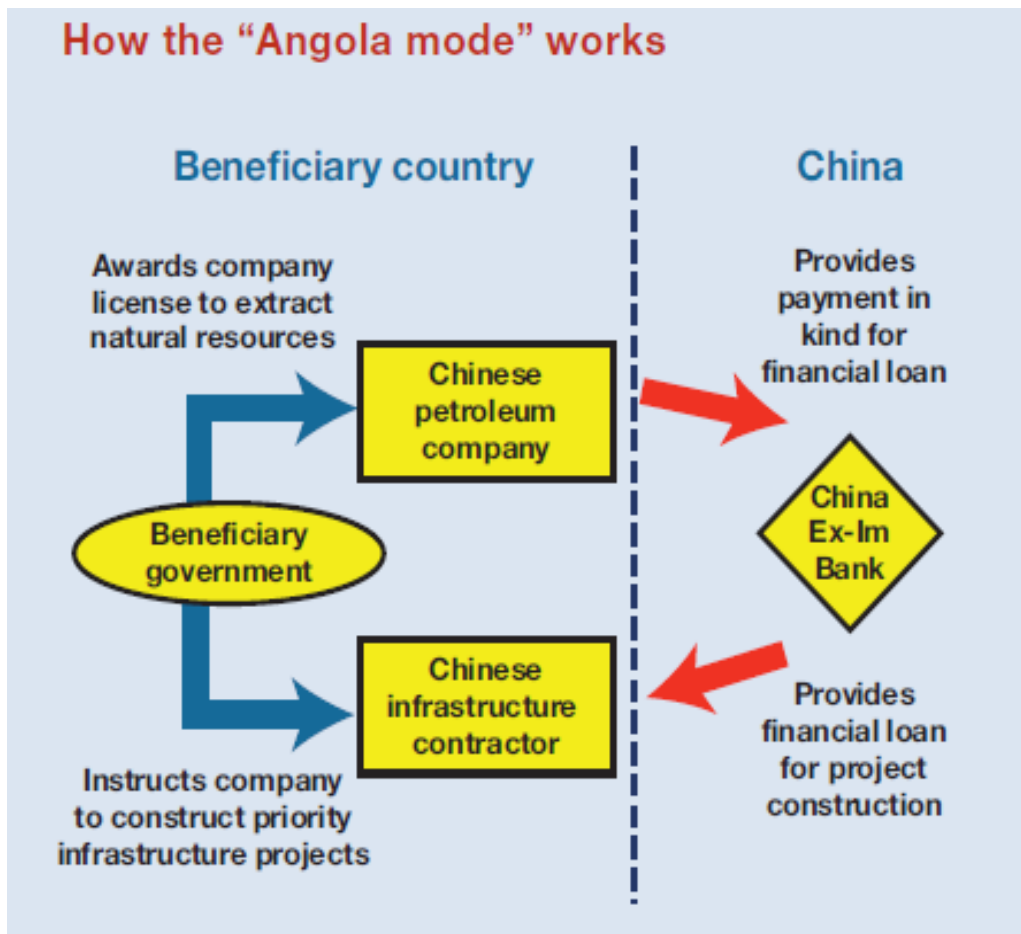 How the “Angola mode” works
Beneficiary country
China
Awards company
license to extract
natural resources
Chinese
petroleum
company
Provides
payment in
kind for
financial loan
Beneficiary
government
China
Ex-Im
Bank
Chinese
infrastructure
contractor
Instructs company
to construct priority
infrastructure projects
Provides
financial loan
for project
construction